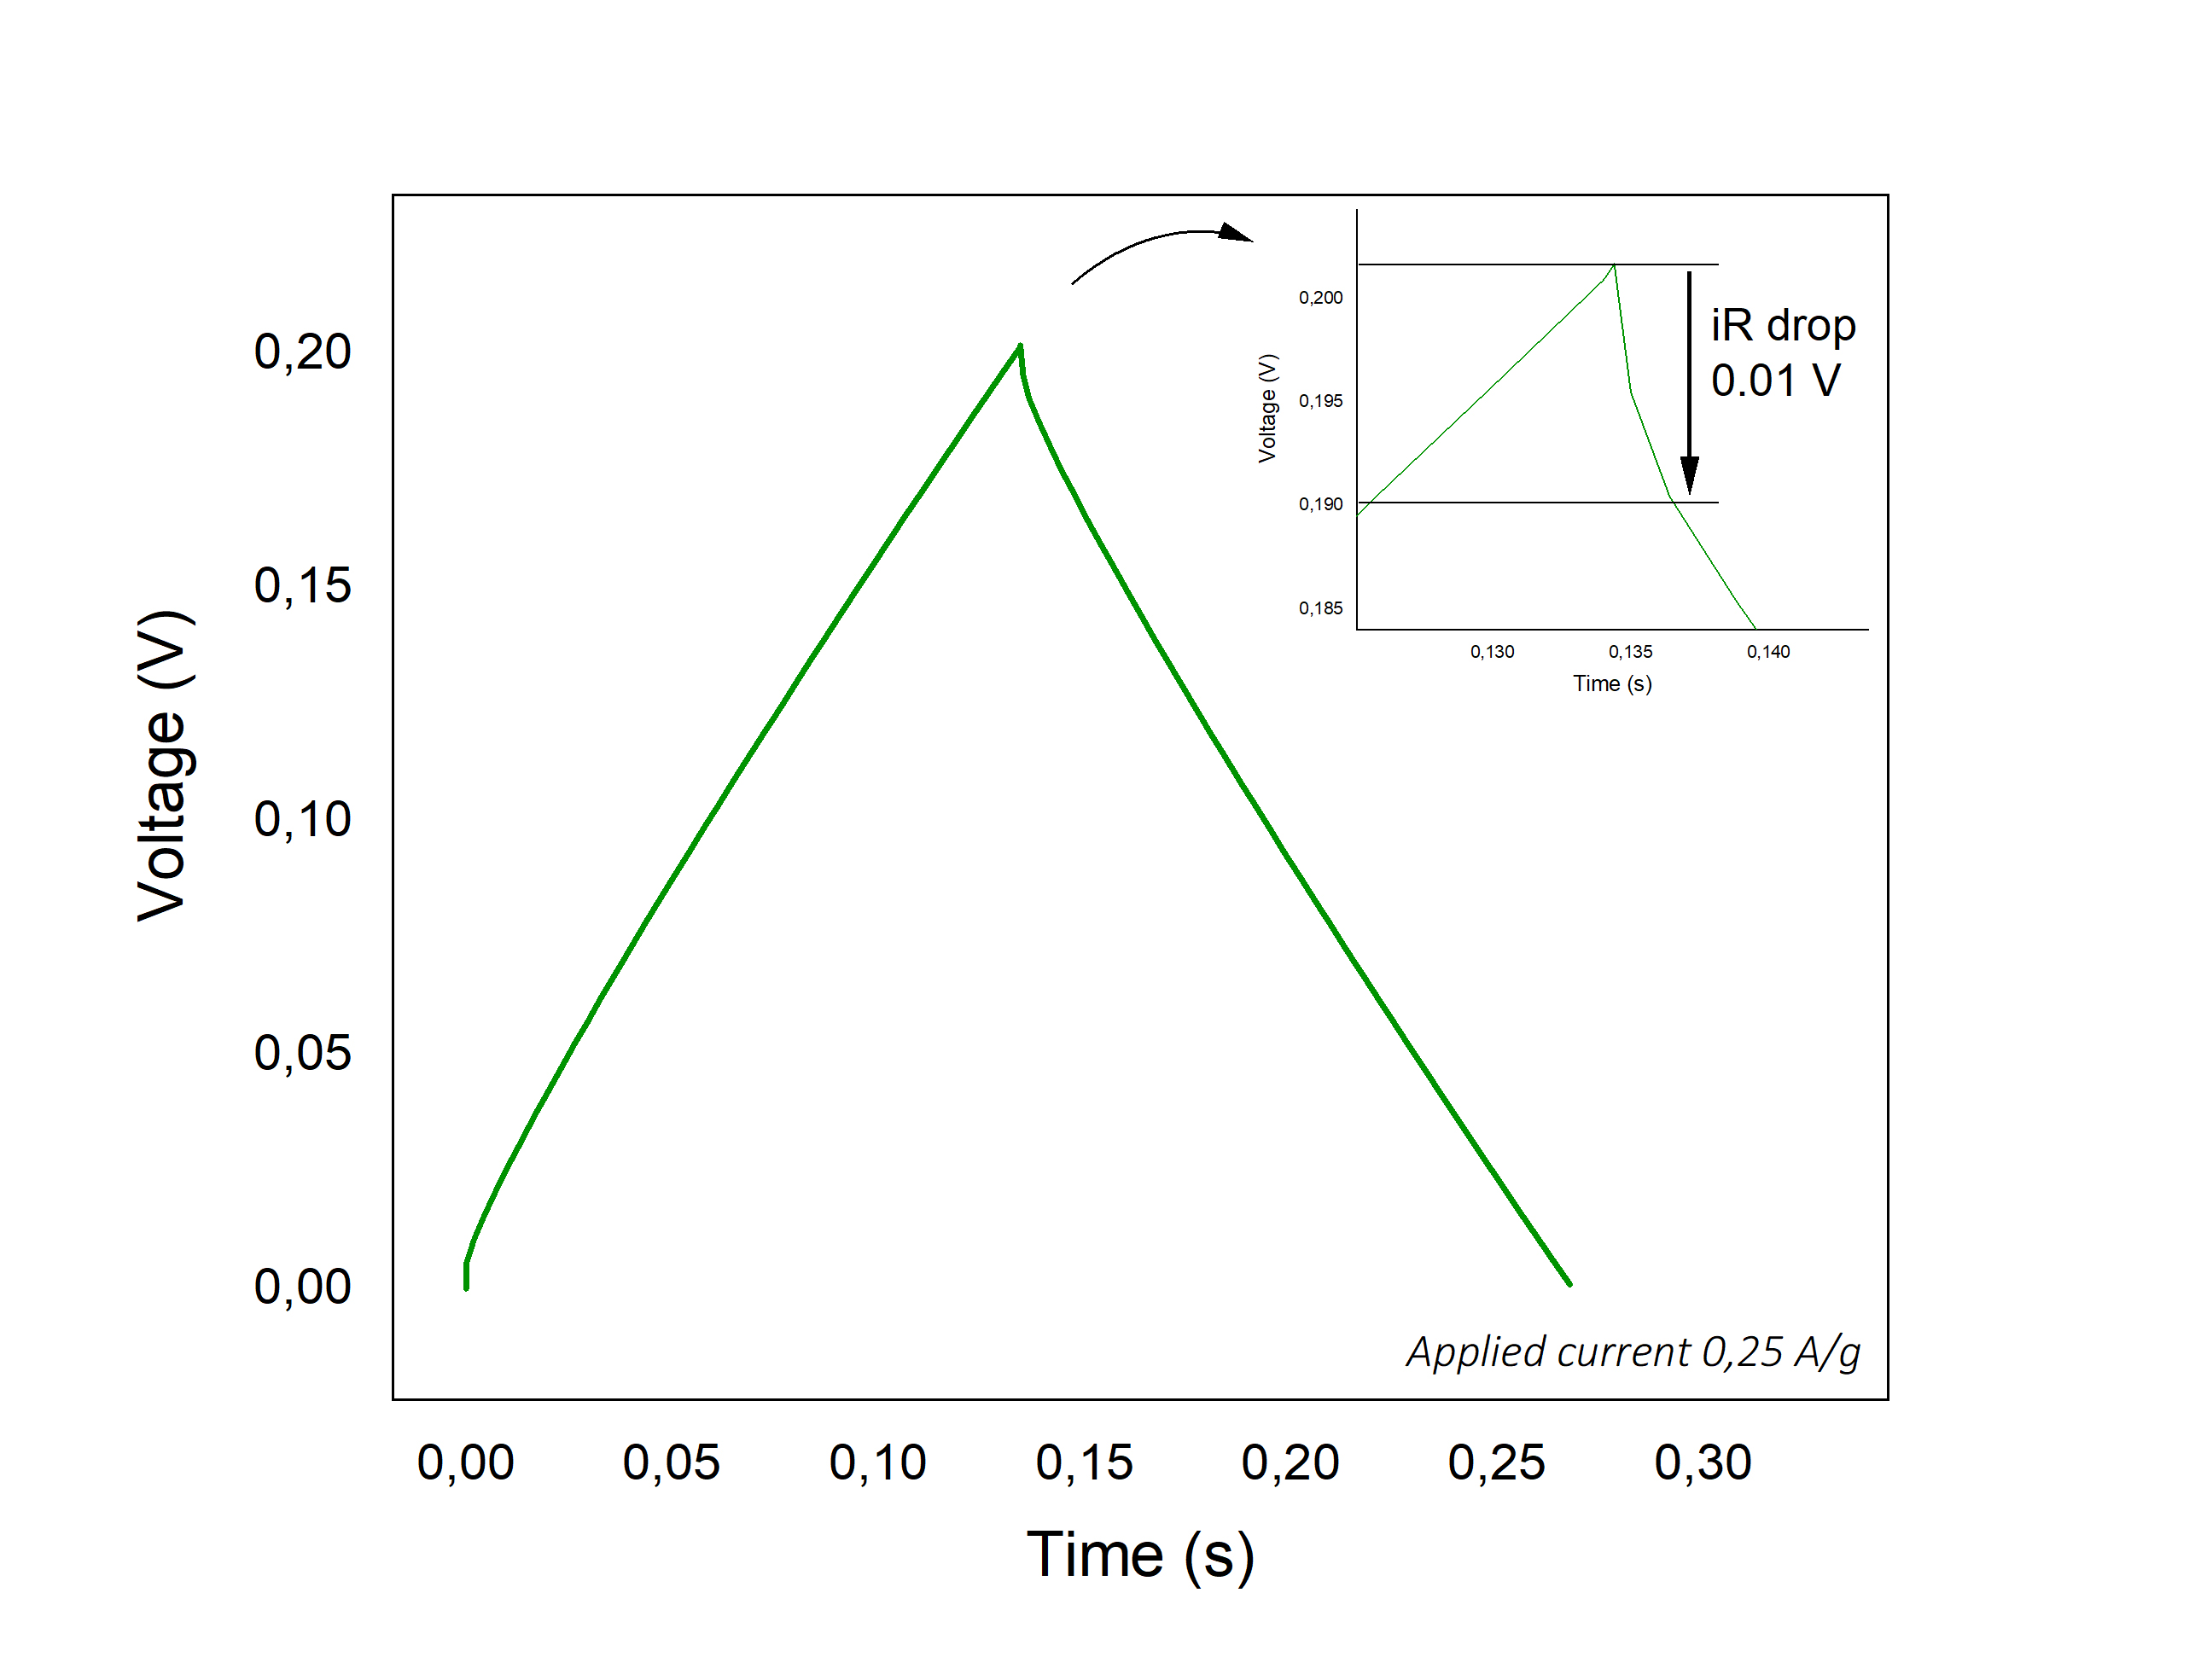 Voltage (V)
0,20
0,15
0,10
0,05
0,00
0,00 0,05 0,10 0,15 0,20 0,25 0,30
Time (s)
Voltage (V)
0,200
0,195
0,190
0,185
0,130 0,135 0,140
Time (s)
iR drop
0.01 V
Applied current 0,25 A/g